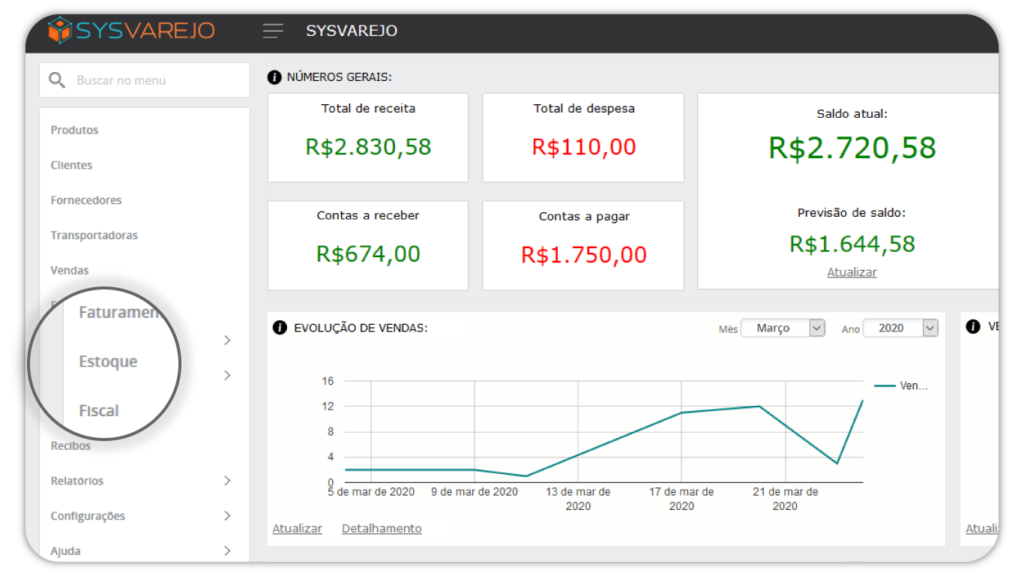 SYSVAREJO
SYSVAREJO
Buscar no menu
Produtos
Clientes
Fornecedores
Transportadoras
Vendas
Estoque
Fiscal
Recibos
Relatórios
Configurações
Ajuda
NÚMEROS GERAIS:
Total de receita
R$2.830,58
Total de despesa
R$110,00
Saldo atual:
R$2.720,58
Contas a receber
R$674,00
Contas a pagar
R$1.750,00
Previsão de saldo:
R$1.644,58
Atualizar
EVOLUÇÃO DE VENDAS:
Mês
Março
Ano
2020
16
12
8
4
0
Ven...
5 de mar de 2020
9 de mar de 2020
13 de mar de
2020
17 de mar de
2020
21 de mar de
2020
Atualizar
Detalhamento